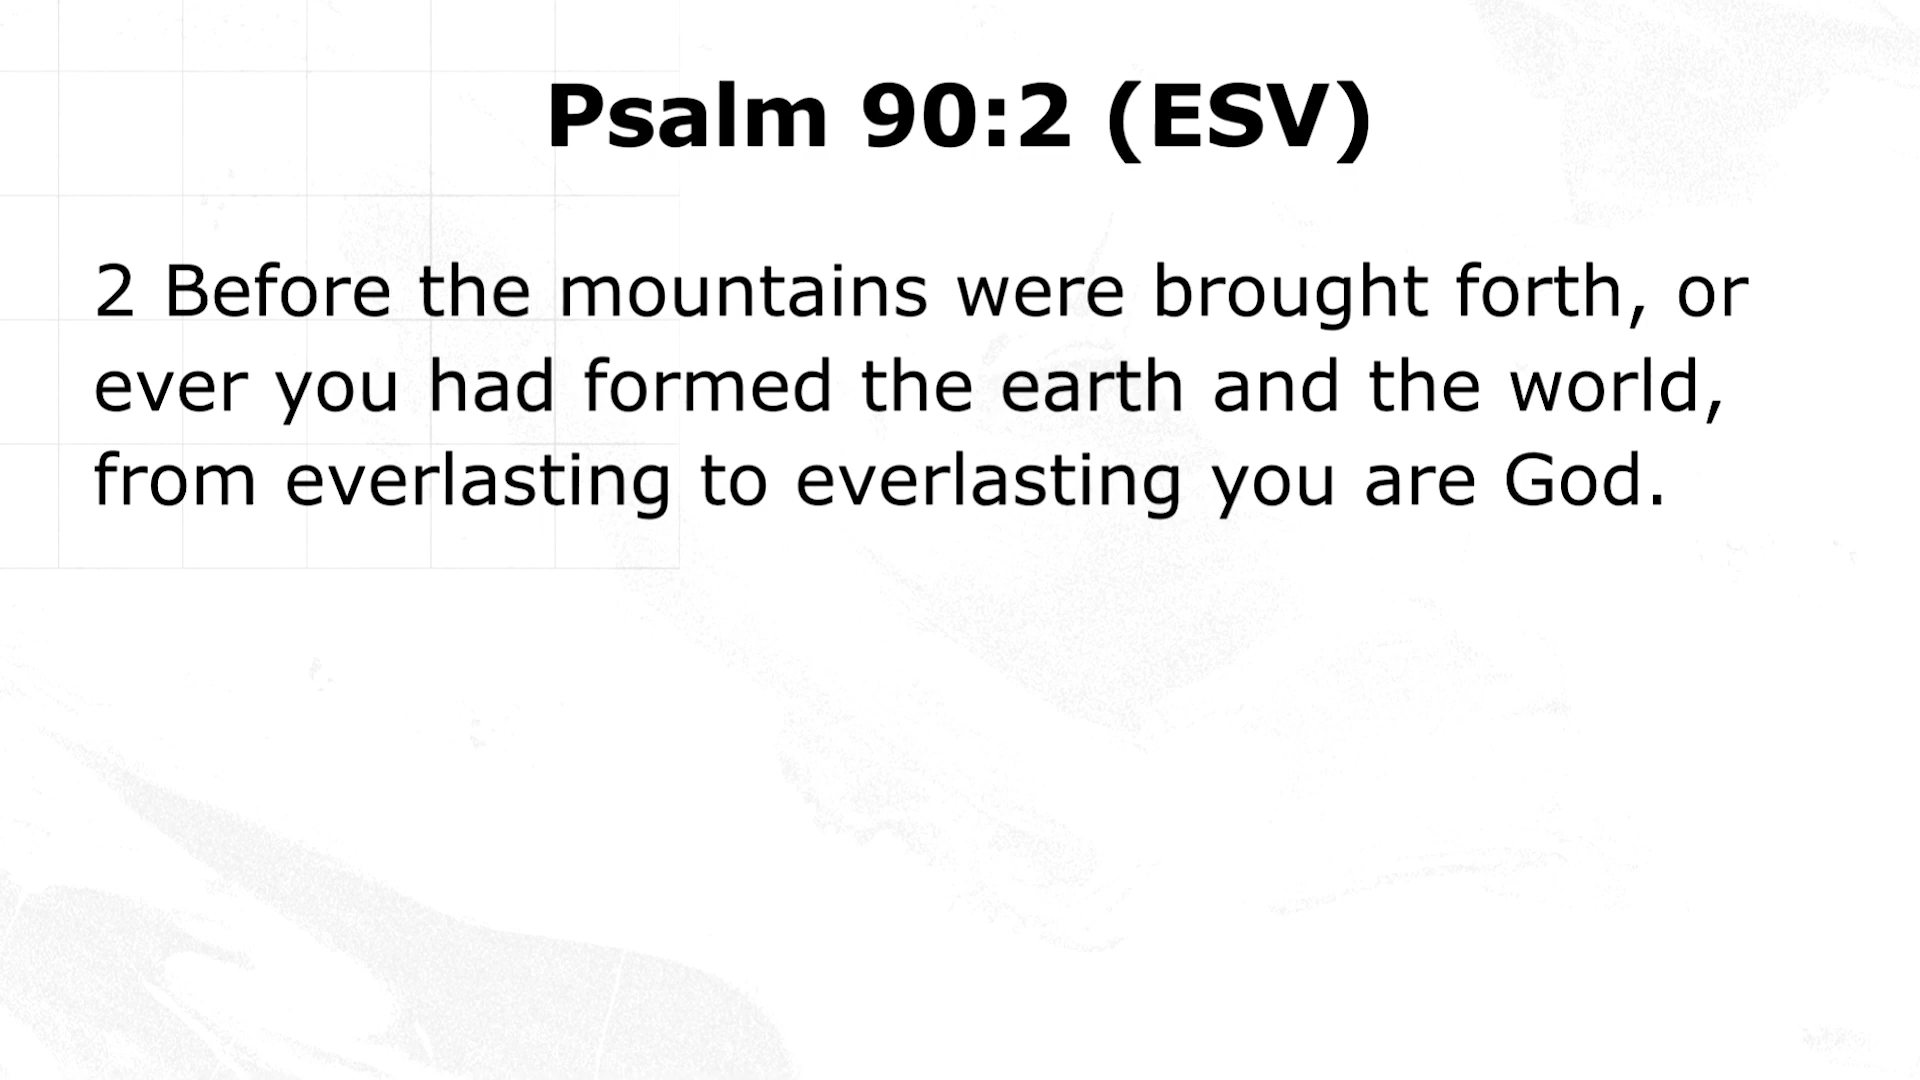 Psalm 90:2 (ESV)
2 Before the mountains were brought forth, or
ever you had formed the earth and the world,
from everlasting to everlasting you are God.